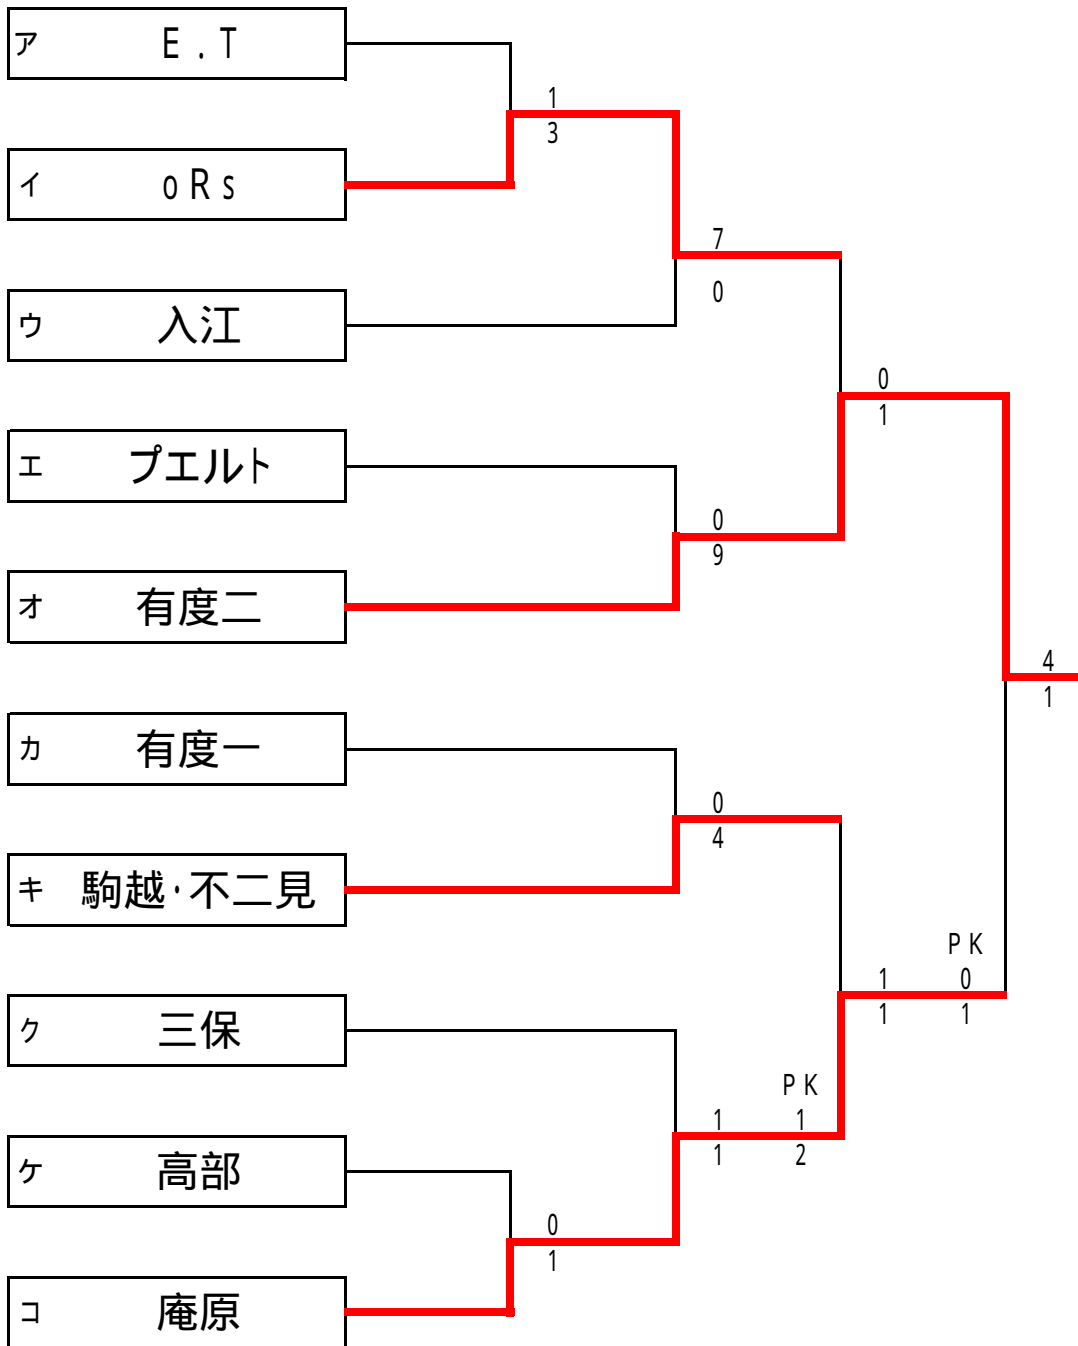 ア E.T
1
3
イ oRs
7
0
ウ 入江
0
1
エ プエルト
0
9
オ 有度二
4
1
カ 有度一
0
4
キ 駒越・不二見
PK
1 0
1 1
ク 三保
PK
1 1
1 2
ケ 高部
0
1
コ 庵原